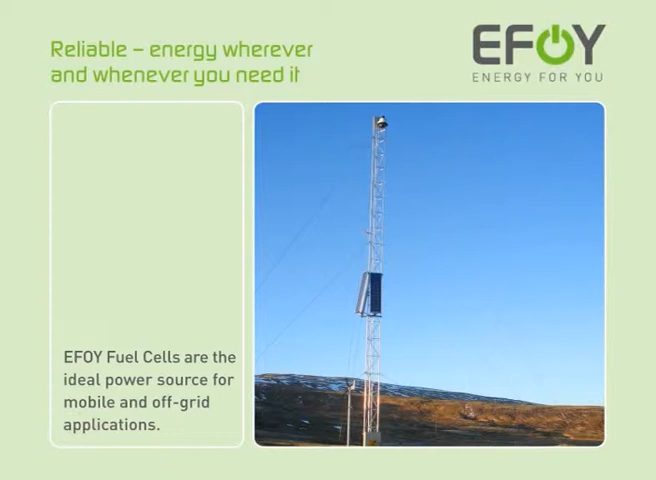 Reliable – energy wherever
and whenever you need it
EFOY
ENERGY FOR YOU
EFOY Fuel Cells are the
ideal power source for
mobile and off-grid
applications.